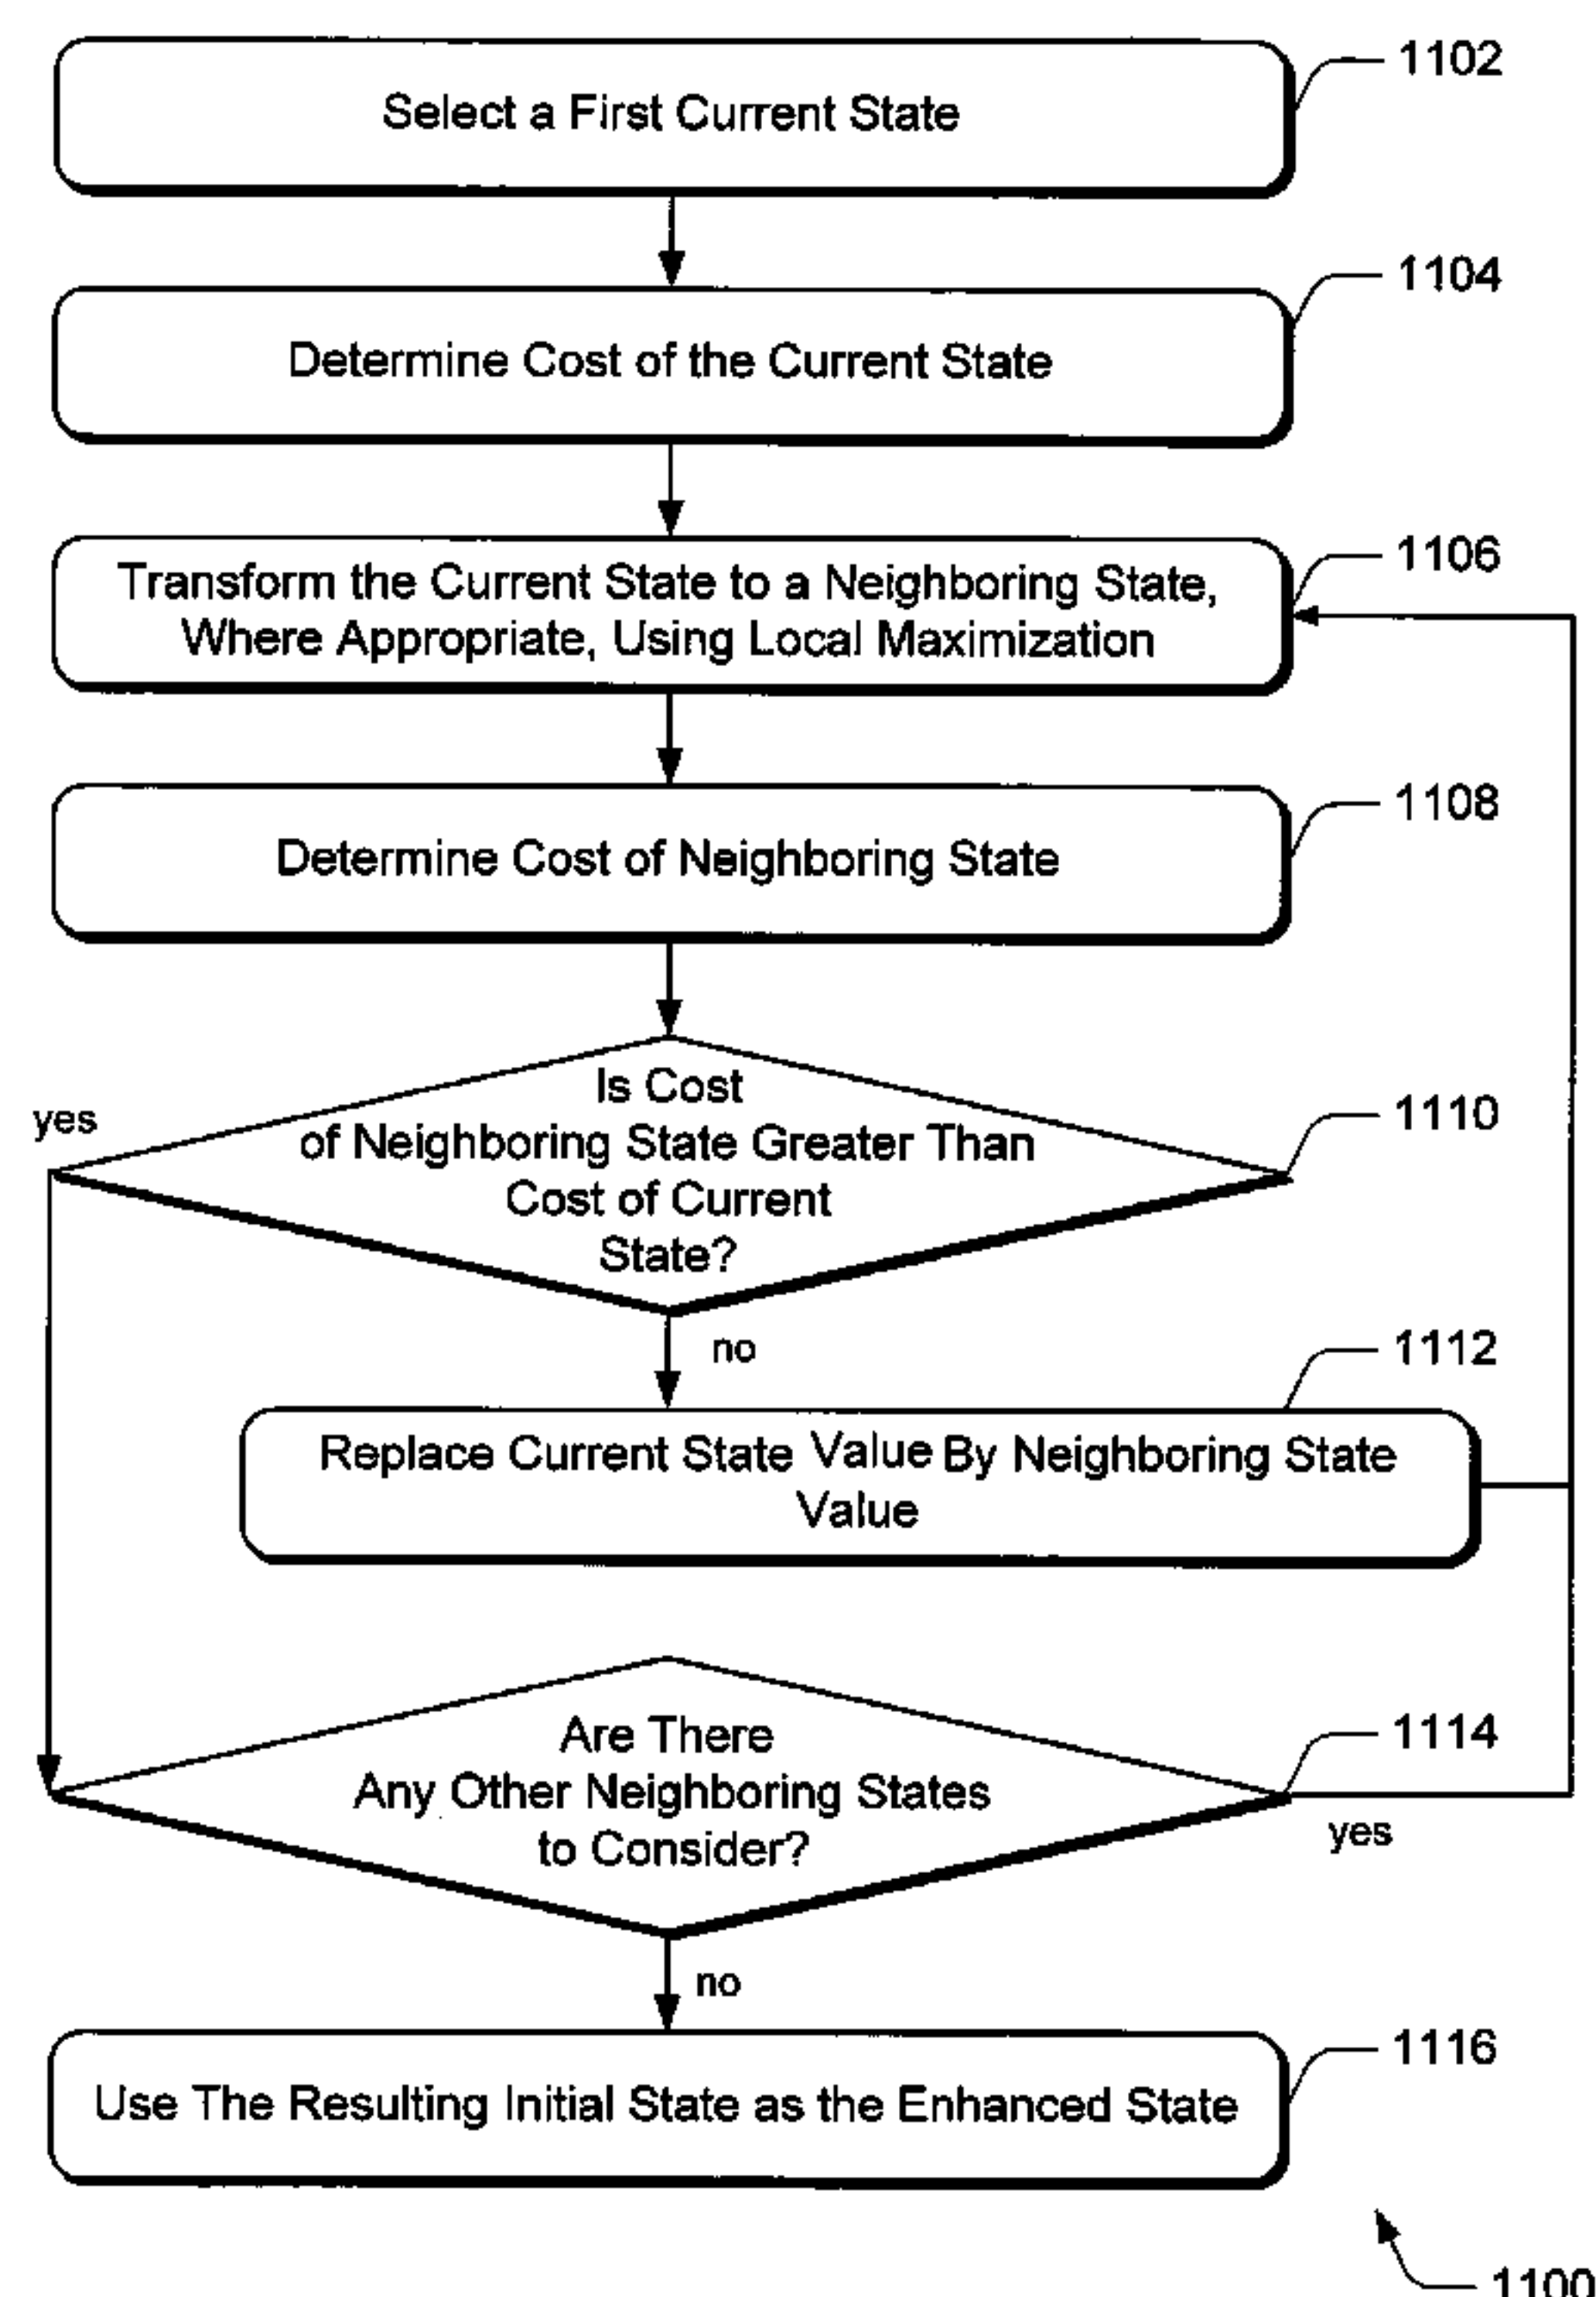 Select a First Current State
1102
Determine Cost of the Current State
1104
Transform the Current State to a Neighboring State,
Where Appropriate, Using Local Maximization
1106
Determine Cost of Neighboring State
1108
Is Cost
of Neighboring State Greater Than
Cost of Current
State?
1110
yes
no
Replace Current State Value By Neighboring State
Value
1112
Are There
Any Other Neighboring States
to Consider?
1114
yes
no
Use The Resulting Initial State as the Enhanced State
1116
1100